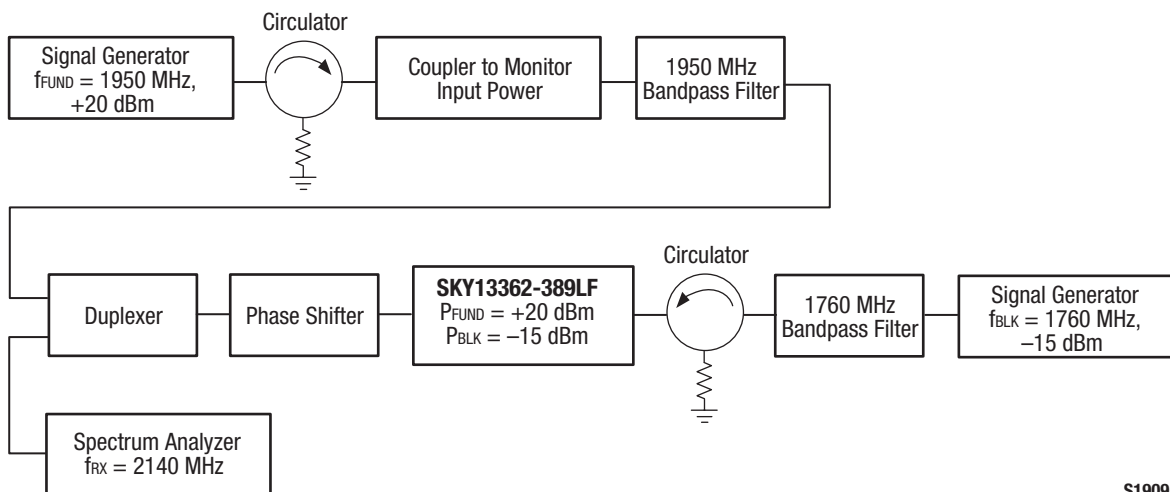 Circulator
Signal Generator
fFUND = 1950 MHz,
+20 dBm
Coupler to Monitor
Input Power
1950 MHz
Bandpass Filter
Circulator
Duplexer
Phase Shifter
SKY13362-389LF
PFUND = +20 dBm
PBLK = –15 dBm
1760 MHz
Bandpass Filter
Signal Generator
fBLK = 1760 MHz,
–15 dBm
Spectrum Analyzer
fRX = 2140 MHz
S1909